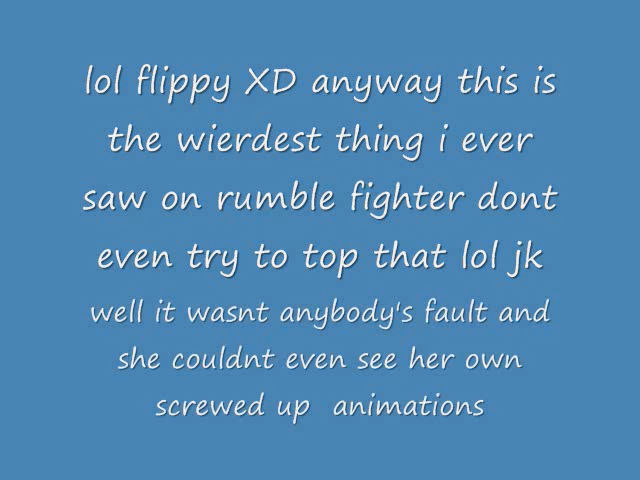 lol flippy XD anyway this is
the wierdest thing i ever
saw on rumble fighter dont
even try to top that lol jk
well it wasnt anybody's fault and
she couldnt even see her own
screwed up  animations